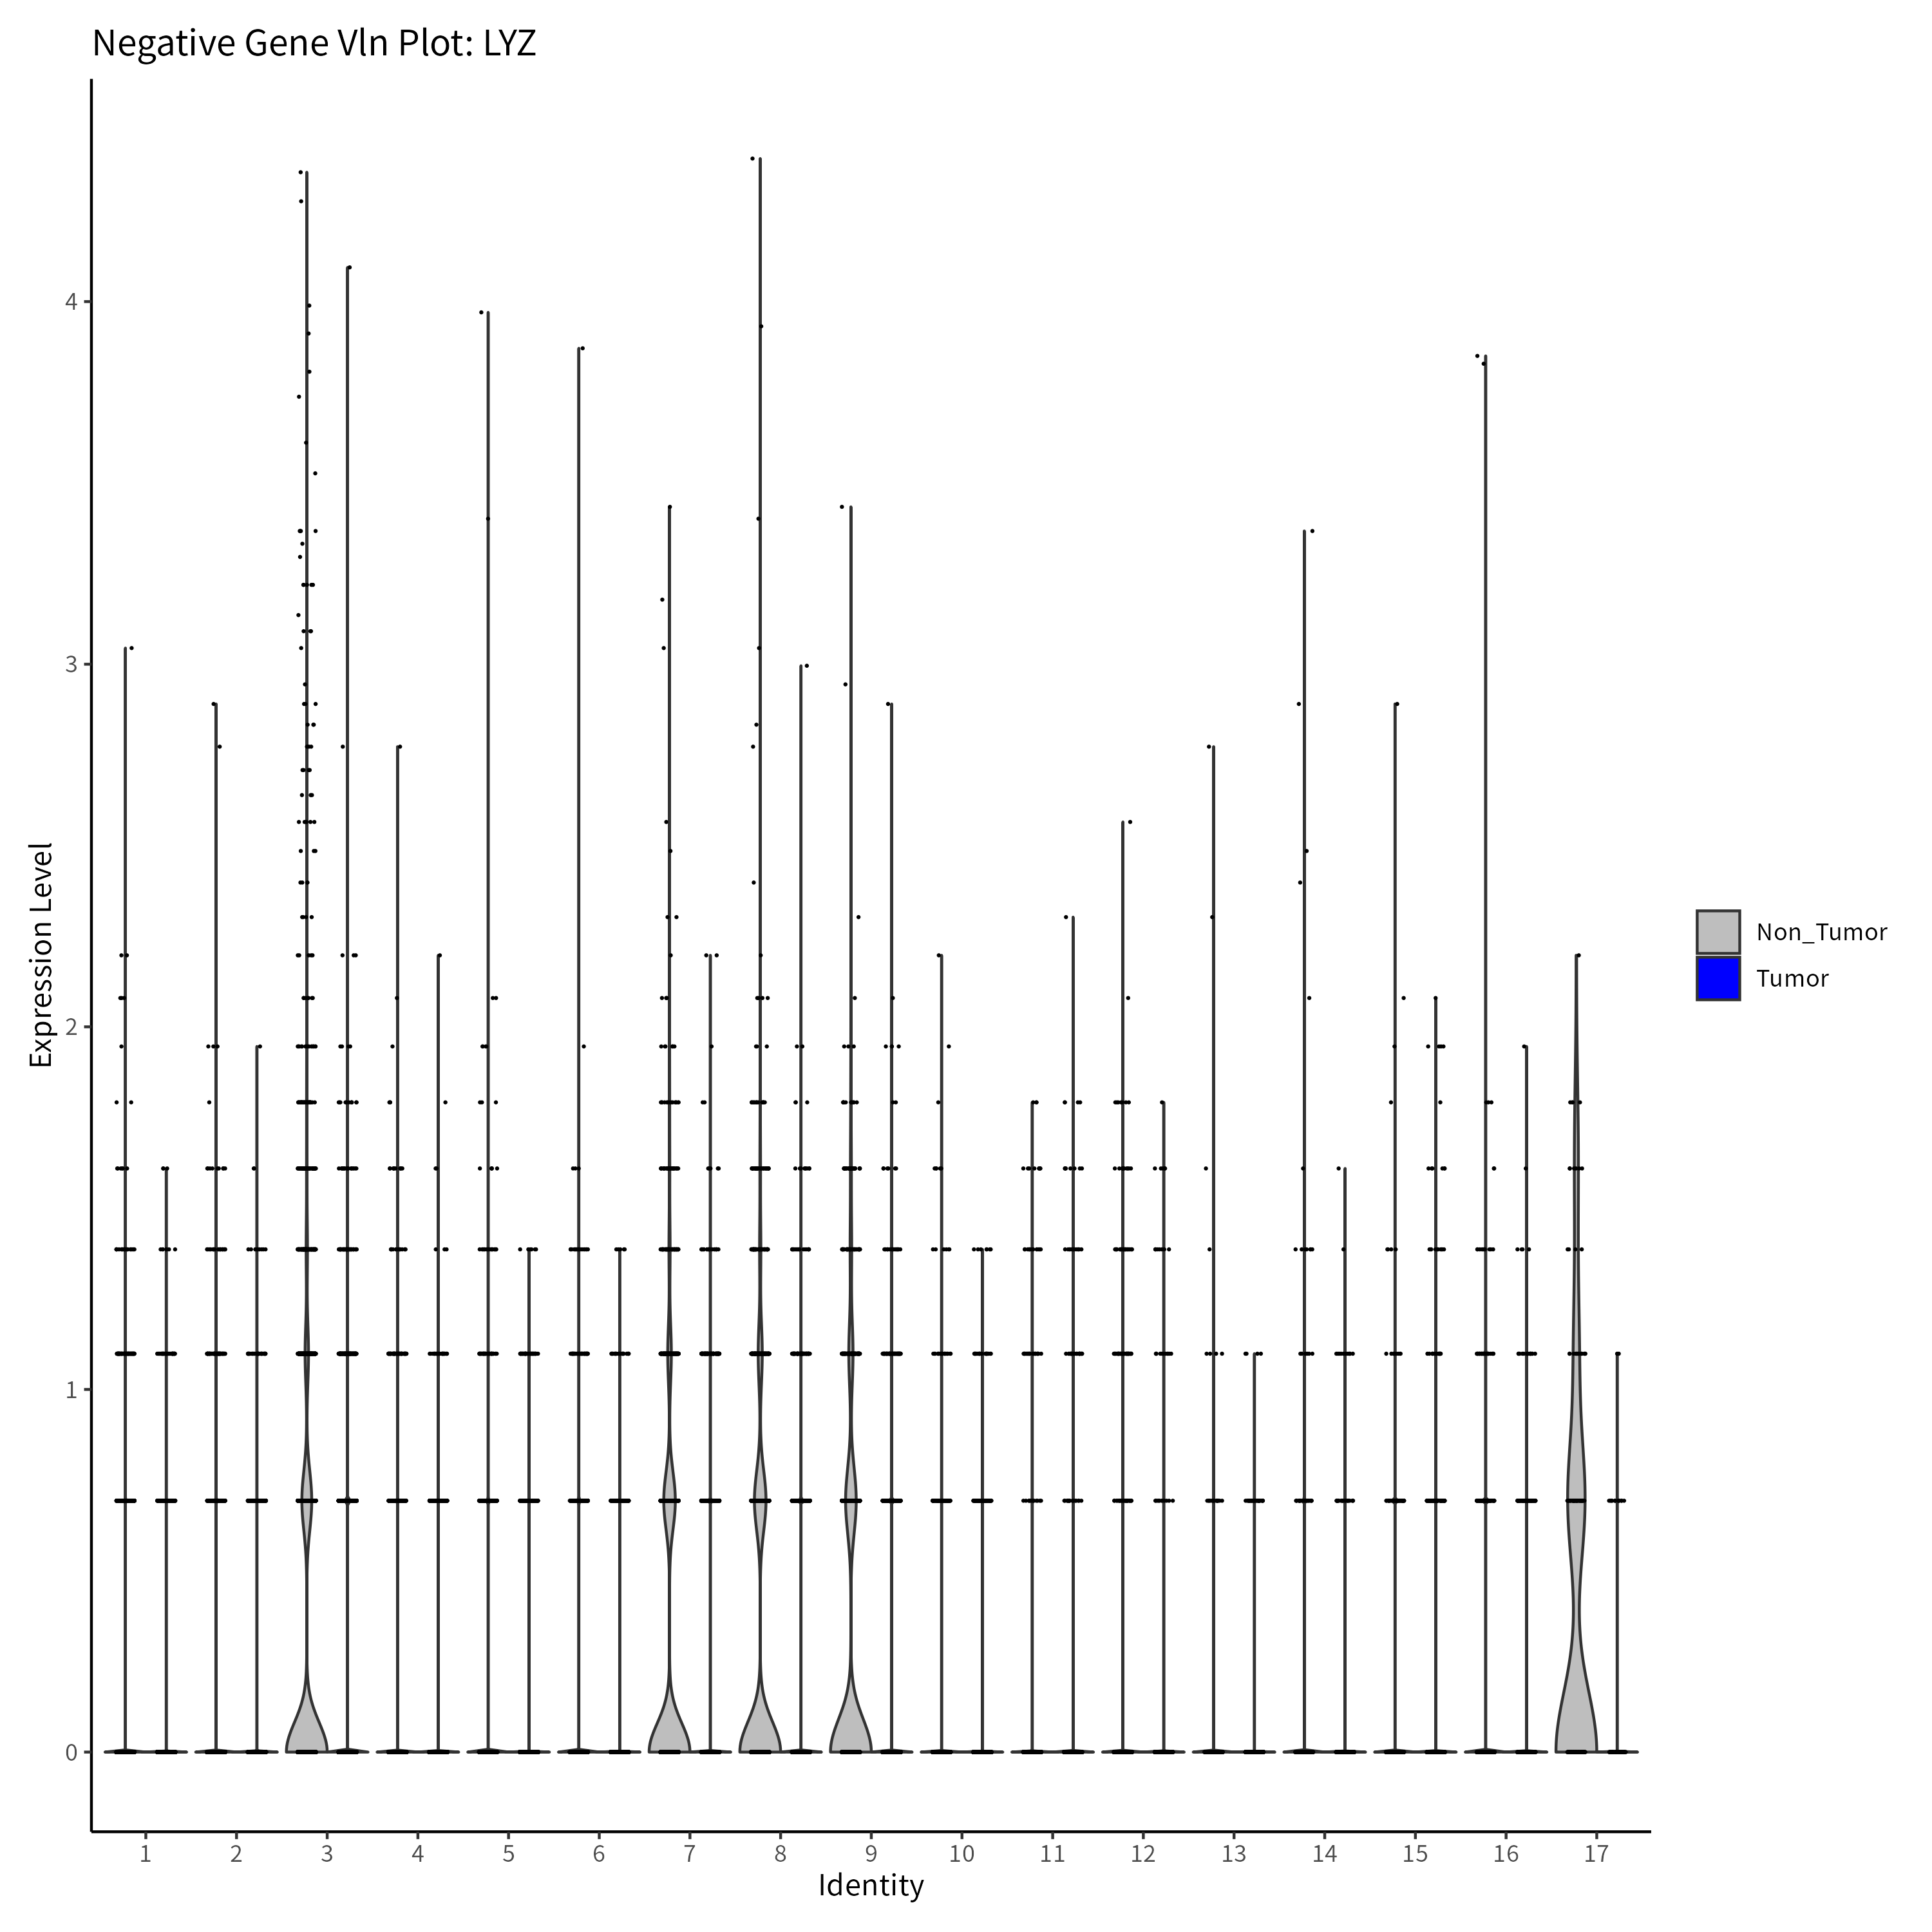 Negative Gene Vln Plot: LYZ
Expression Level
4
3
2
1
0
Non_Tumor
Tumor
1 2 3 4 5 6 7 8 9 10 11 12 13 14 15 16 17
Identity